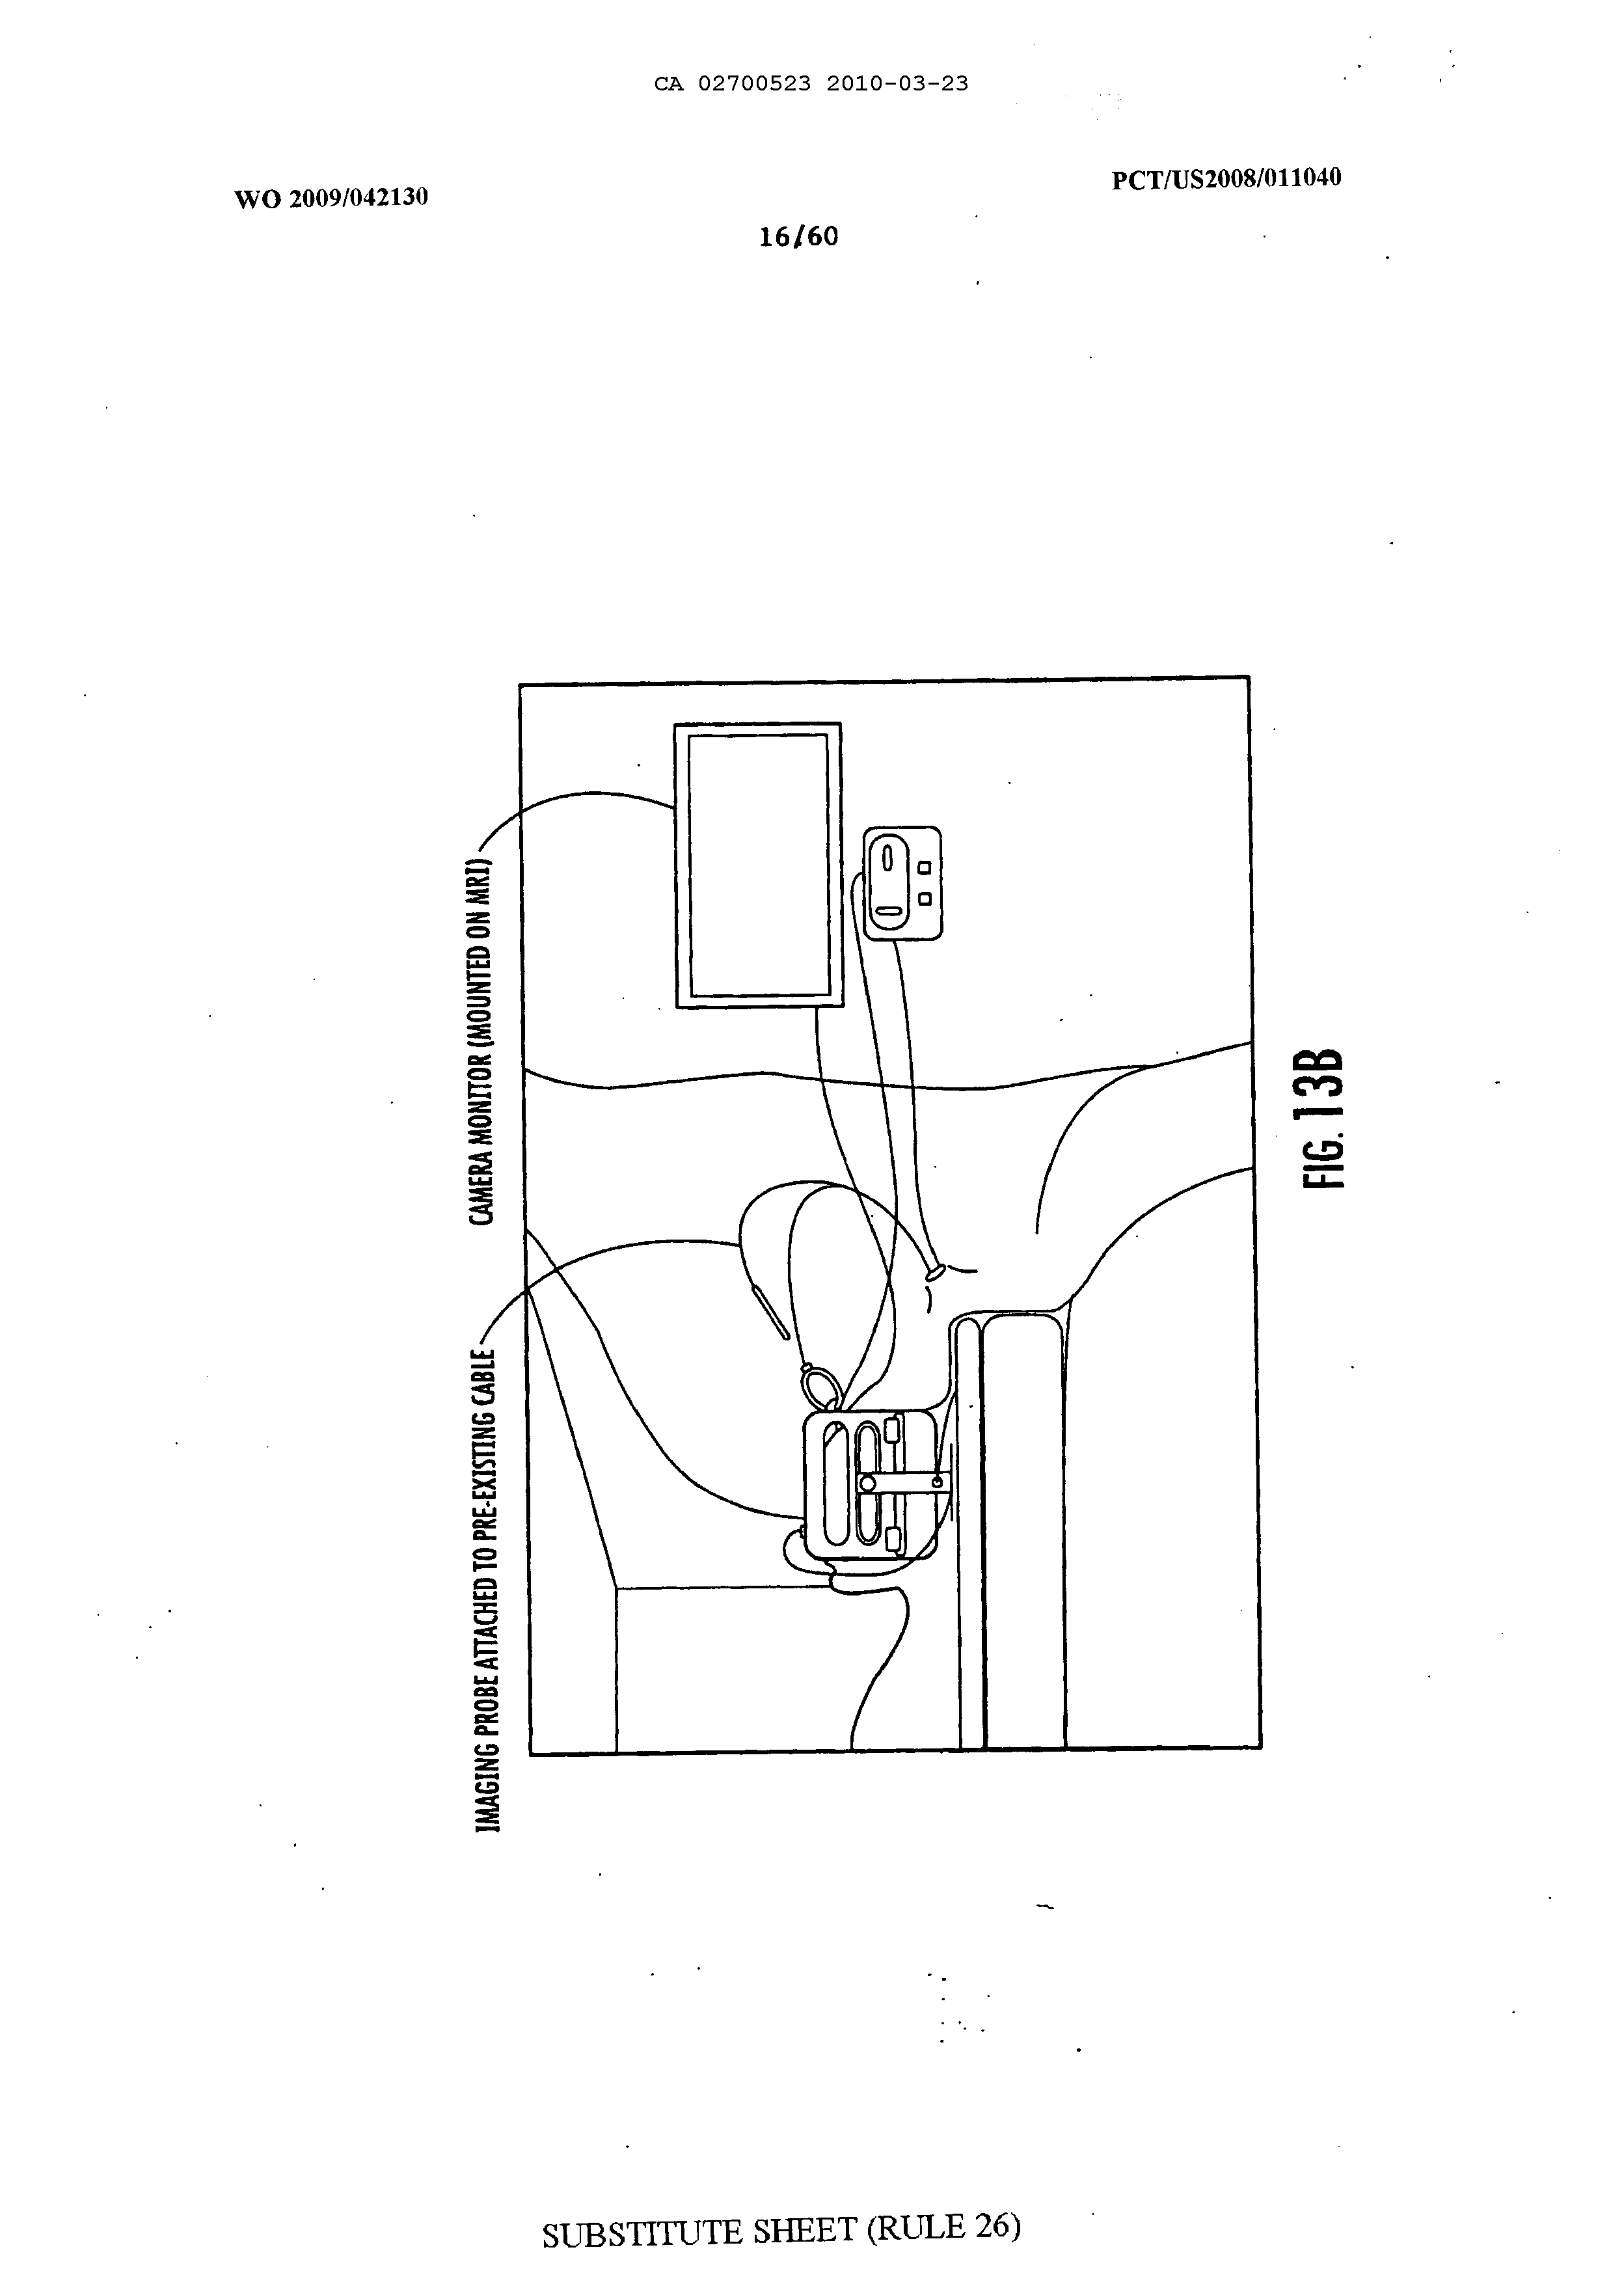 CA 02700523 2010-03-23
WO 2009/042130
PCT/US2008/011040
16/60
IMAGING PROBE ATTACHED TO PRE-EXISTING CABLE
CAMERA MONITOR (MOUNTED ON MRI)
FIG. 13B
SUBSTITUTE SHEET (RULE 26)